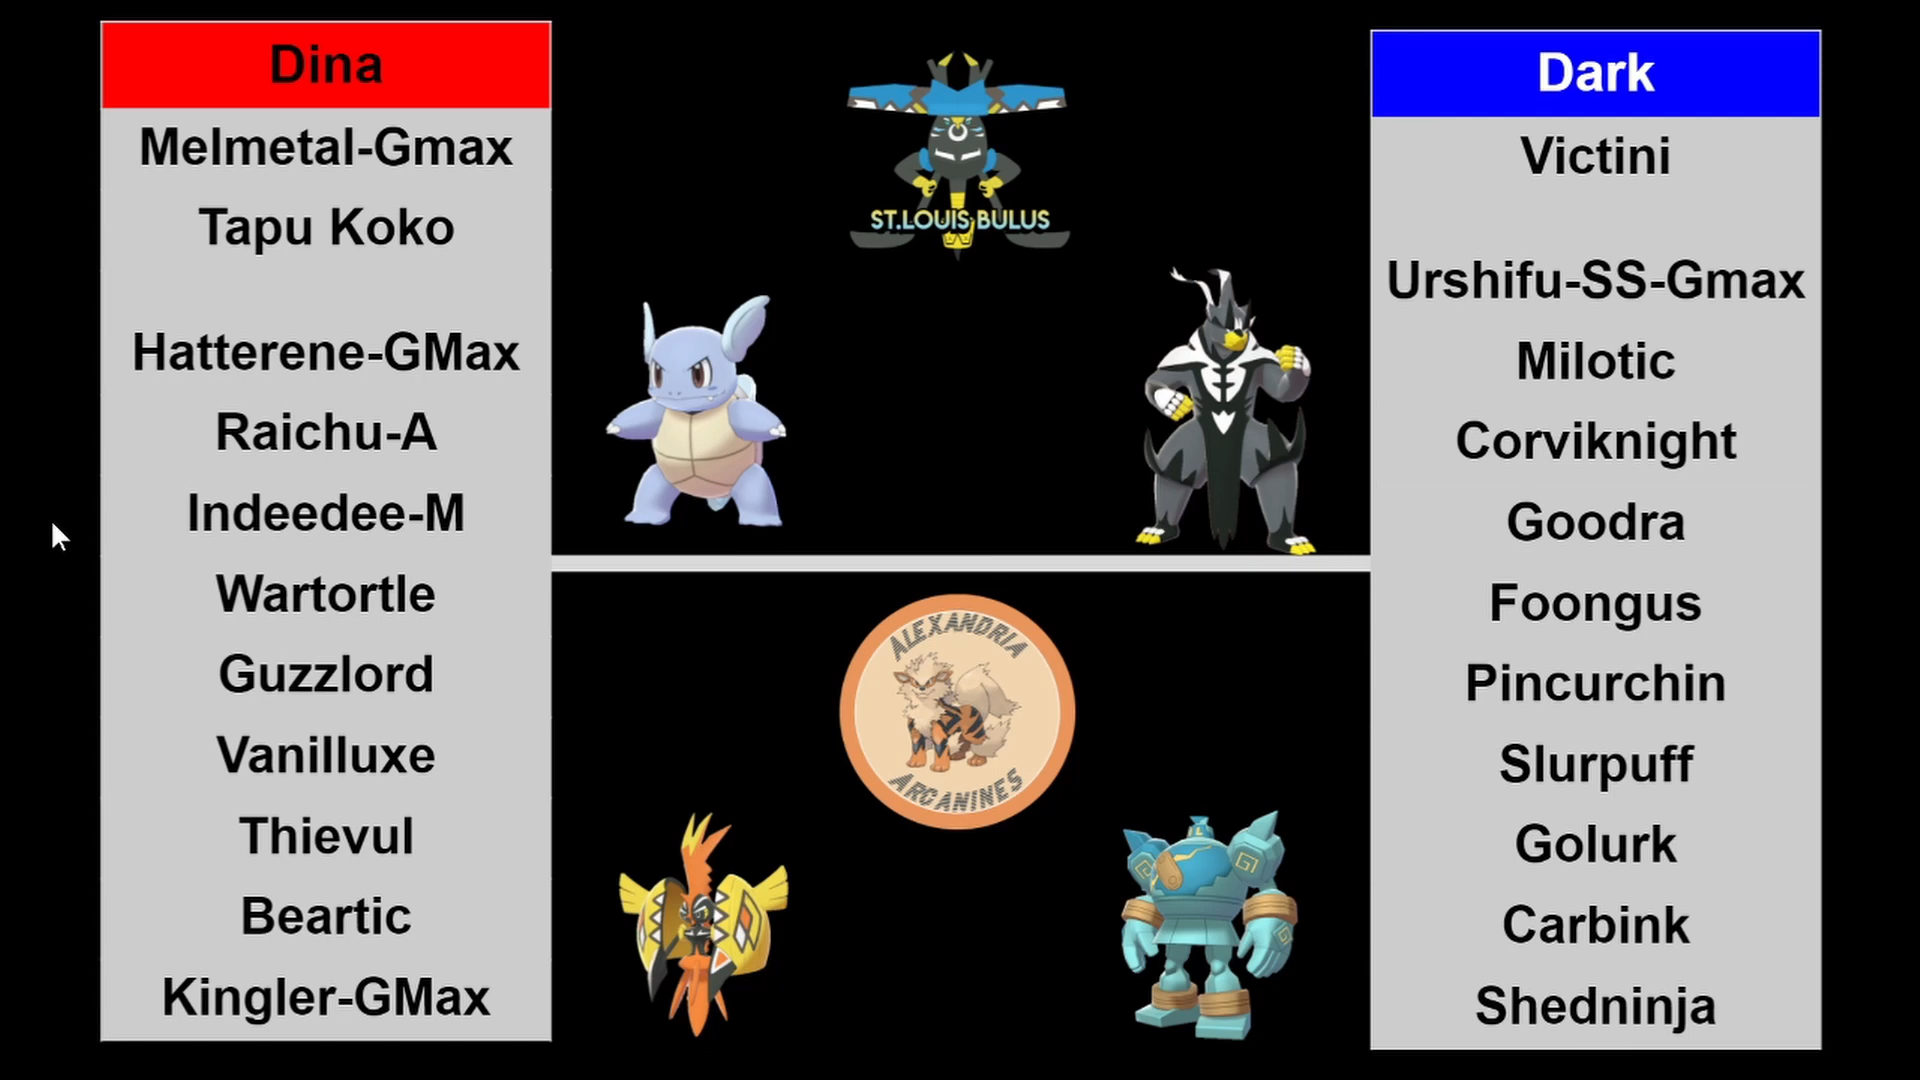 Dina
Melmetal-Gmax
Tapu Koko
Hatterene-GMax
Raichu-A
Indeedee-M
Wartortle
Guzzlord
Vanilluxe
Thievul
Beartic
Kingler-GMax
ST.LOUIS BULUS
ALEXANDRIA
ARCANINES
Dark
Victini
Urshifu-SS-Gmax
Milotic
Corviknight
Goodra
Foongus
Pincurchin
Slurpuff
Golurk
Carbink
Shedninja